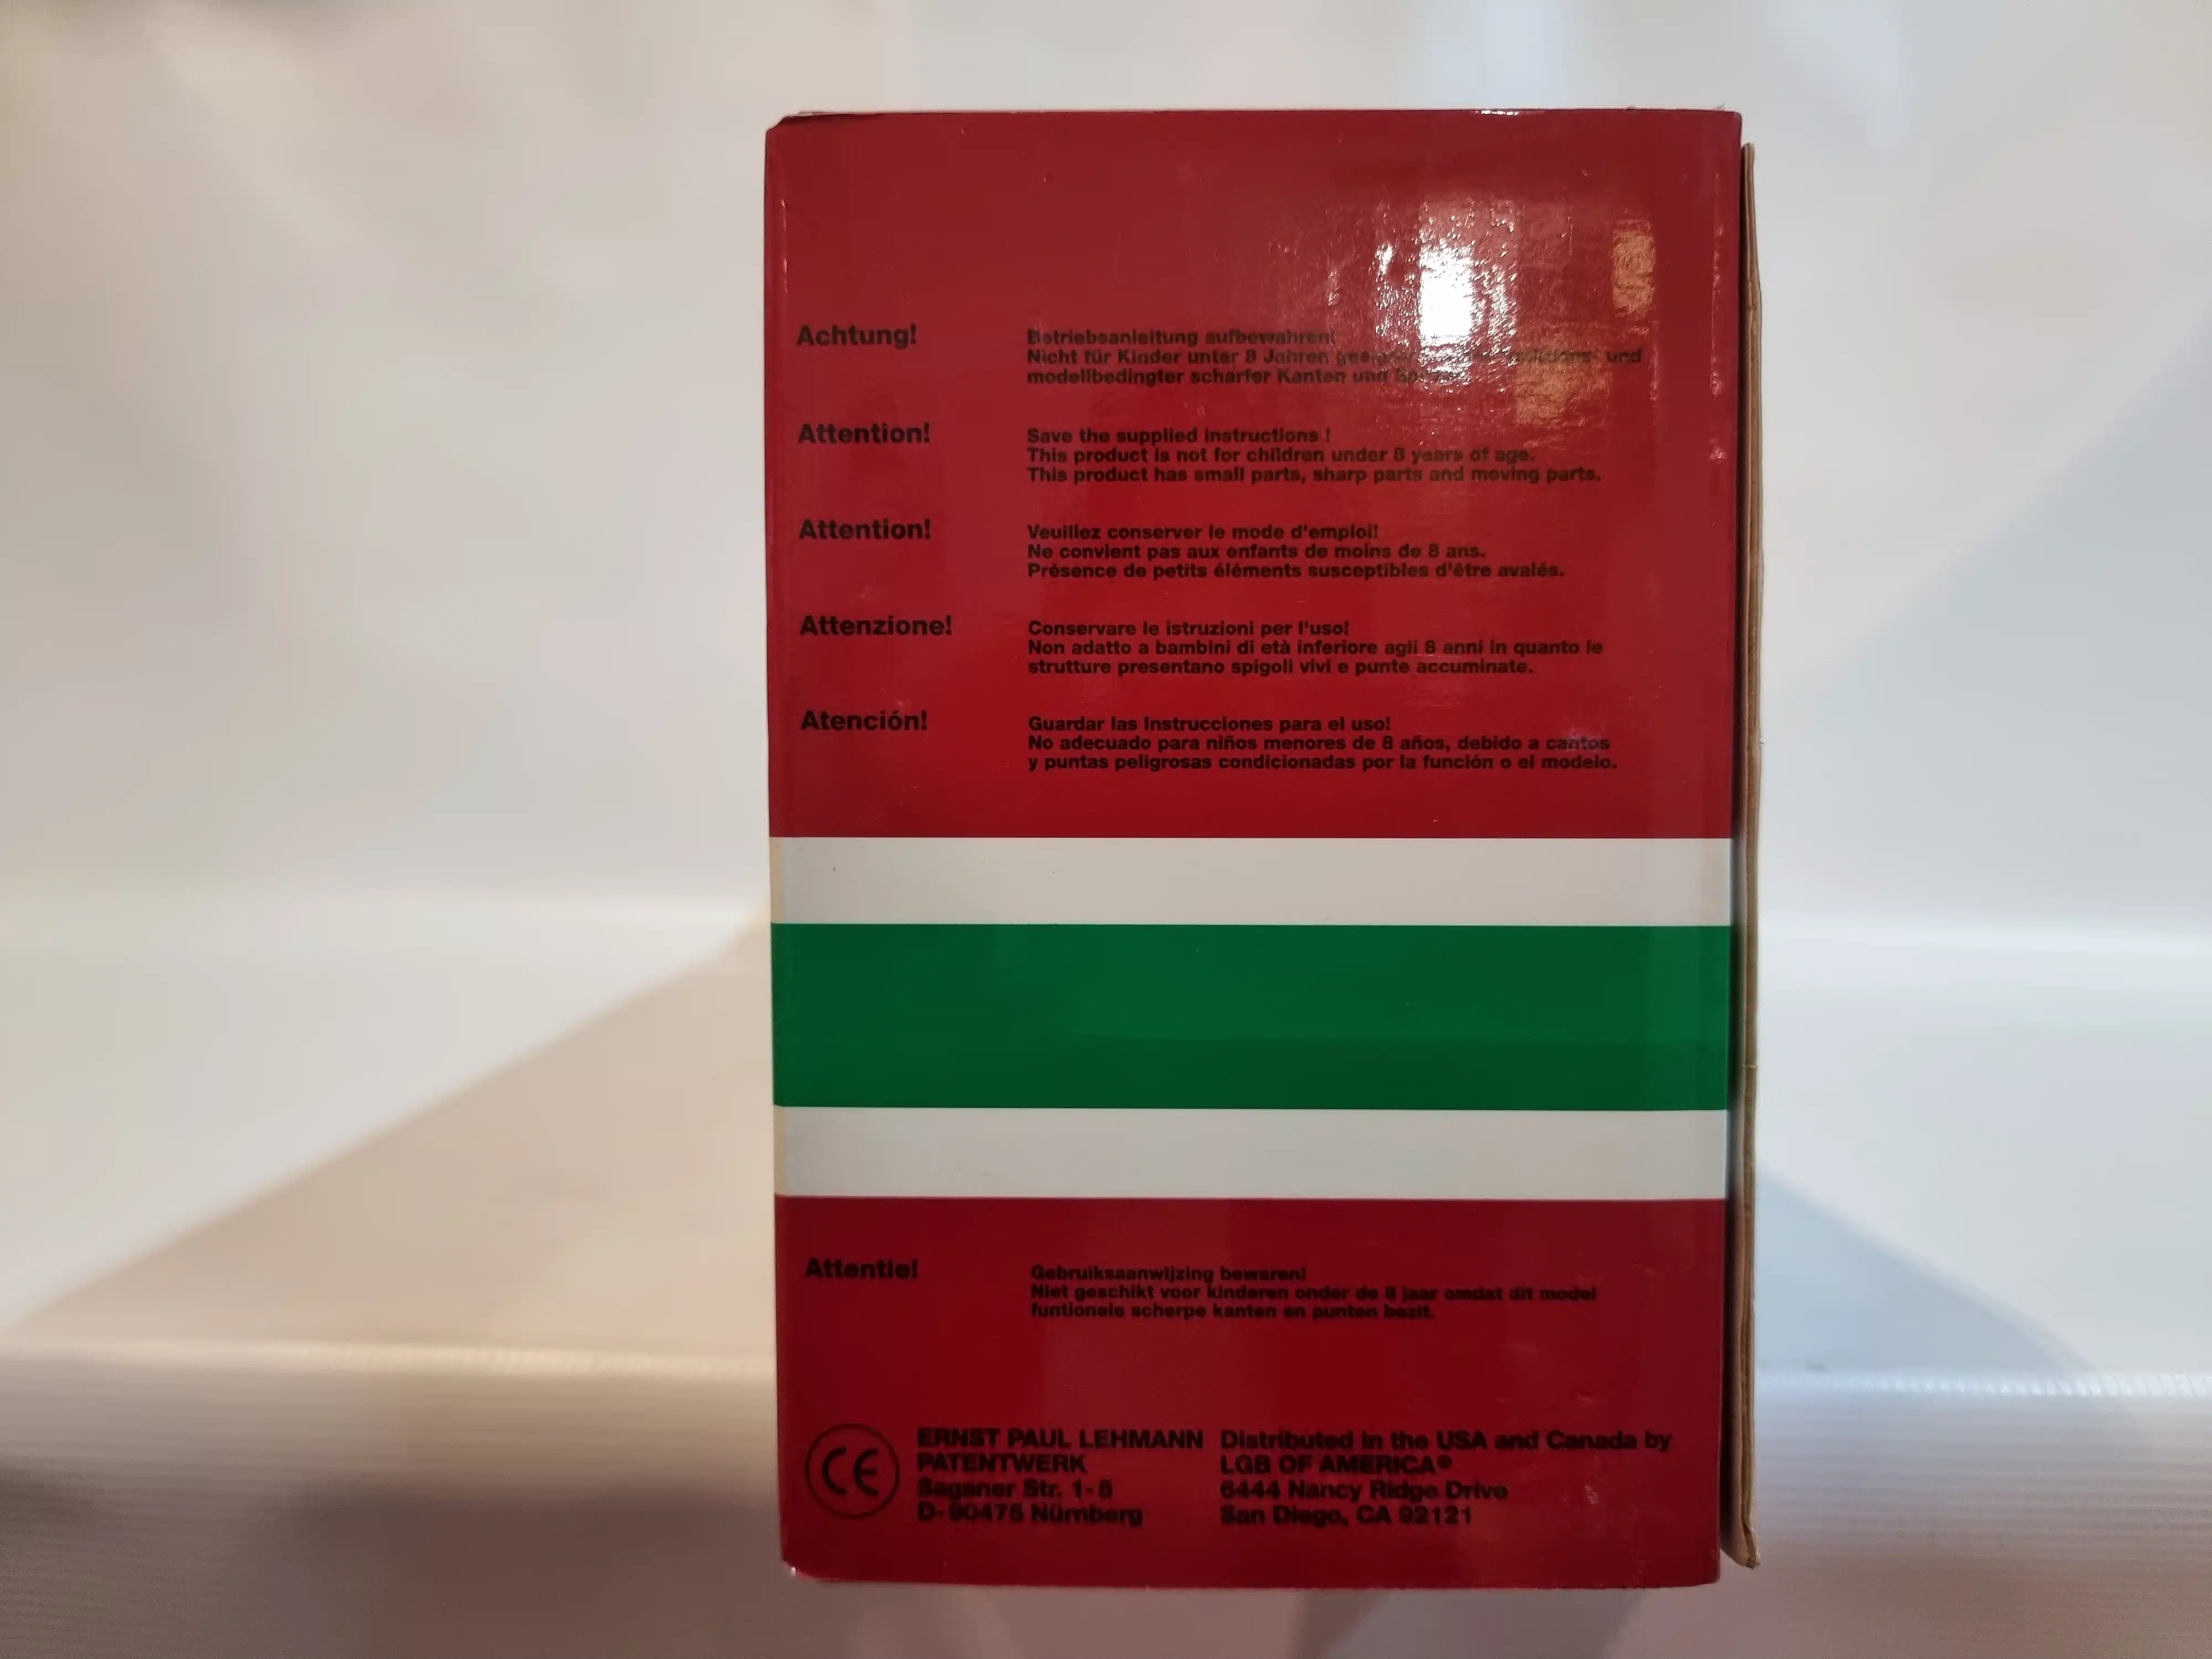 Achtung! Betriebsanleitung aufbewahren!
Nicht für Kinder unter 8 Jahren und
modellbedingter scharfer Kanten und
Attention! Save the supplied instructions !
This product is not for children under 8 years of age.
This product has small parts, sharp parts and moving parts.
Attention! Veuillez conserver le mode d'emploi!
Ne convient pas aux enfants de moins de 8 ans.
Présence de petits éléments susceptibles d'être avalés.
Attenzione! Conservare le istruzioni per l'uso!
Non adatto a bambini di età inferiore agli 8 anni in quanto le
strutture presentano spigoli vivi e punte accuminate.
Atención! Guardar las Instrucciones para el uso!
No adecuado para niños menores de 8 años, debido a cantos
y puntas peligrosas condicionadas por la función o el modelo.
Attentie! Gebruiksaanwijzing bewaren!
Niet geschikt voor kinderen onder de 8 jaar omdat dit model
funtionele scherpe kanten en punten bezit.
CE
ERNST PAUL LEHMANN
PATENTWERK
Saganer Str. 1-5
D-90475 Nürnberg
Distributed in the USA and Canada by
LGB OF AMERICA®
6444 Nancy Ridge Drive
San Diego, CA 92121